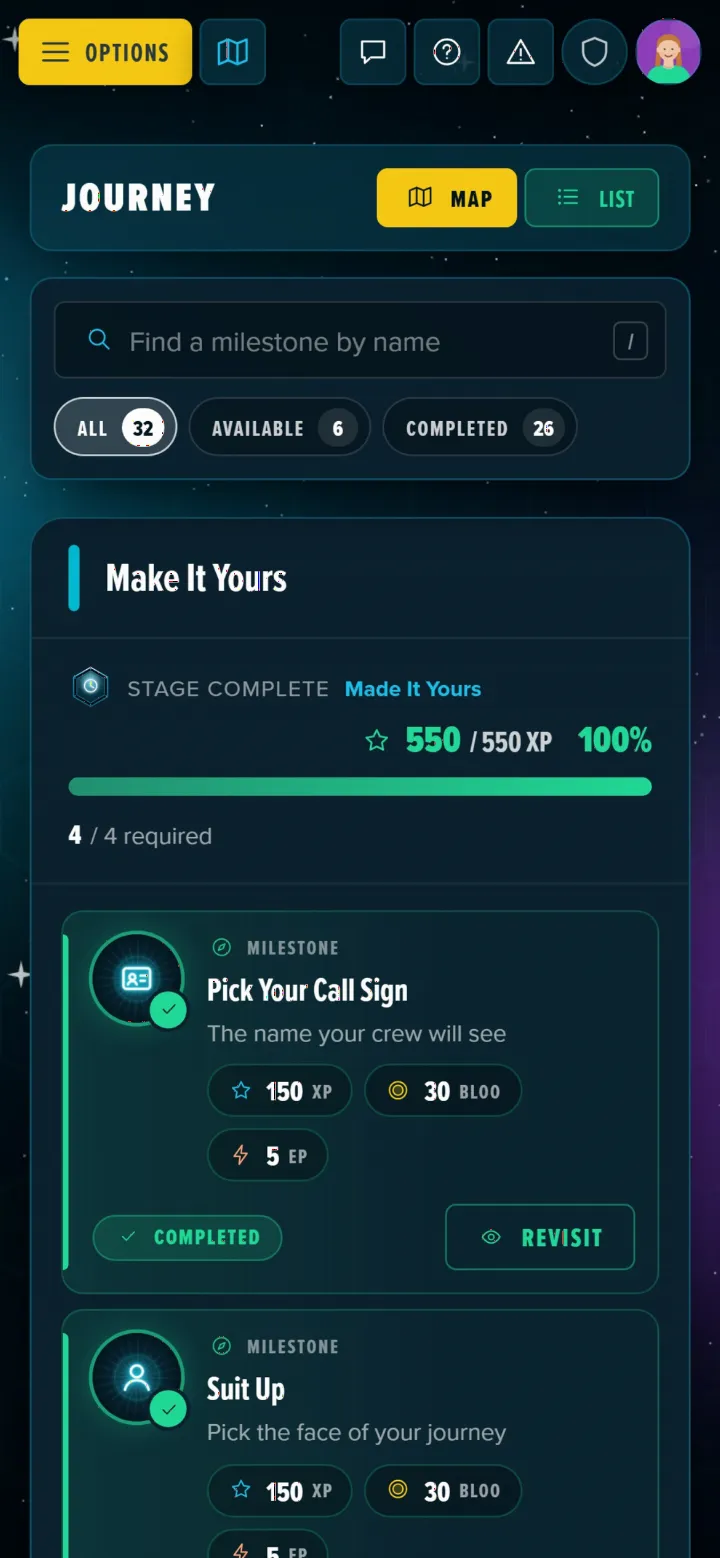 OPTIONS
JOURNEY
MAP
LIST
Find a milestone by name
/
ALL 32
AVAILABLE 6
COMPLETED 26
Make It Yours
STAGE COMPLETE Made It Yours
550 / 550 XP 100%
4 / 4 required
MILESTONE
Pick Your Call Sign
The name your crew will see
150 XP
30 BLOO
5 EP
COMPLETED
REVISIT
MILESTONE
Suit Up
Pick the face of your journey
150 XP
30 BLOO
5 EP